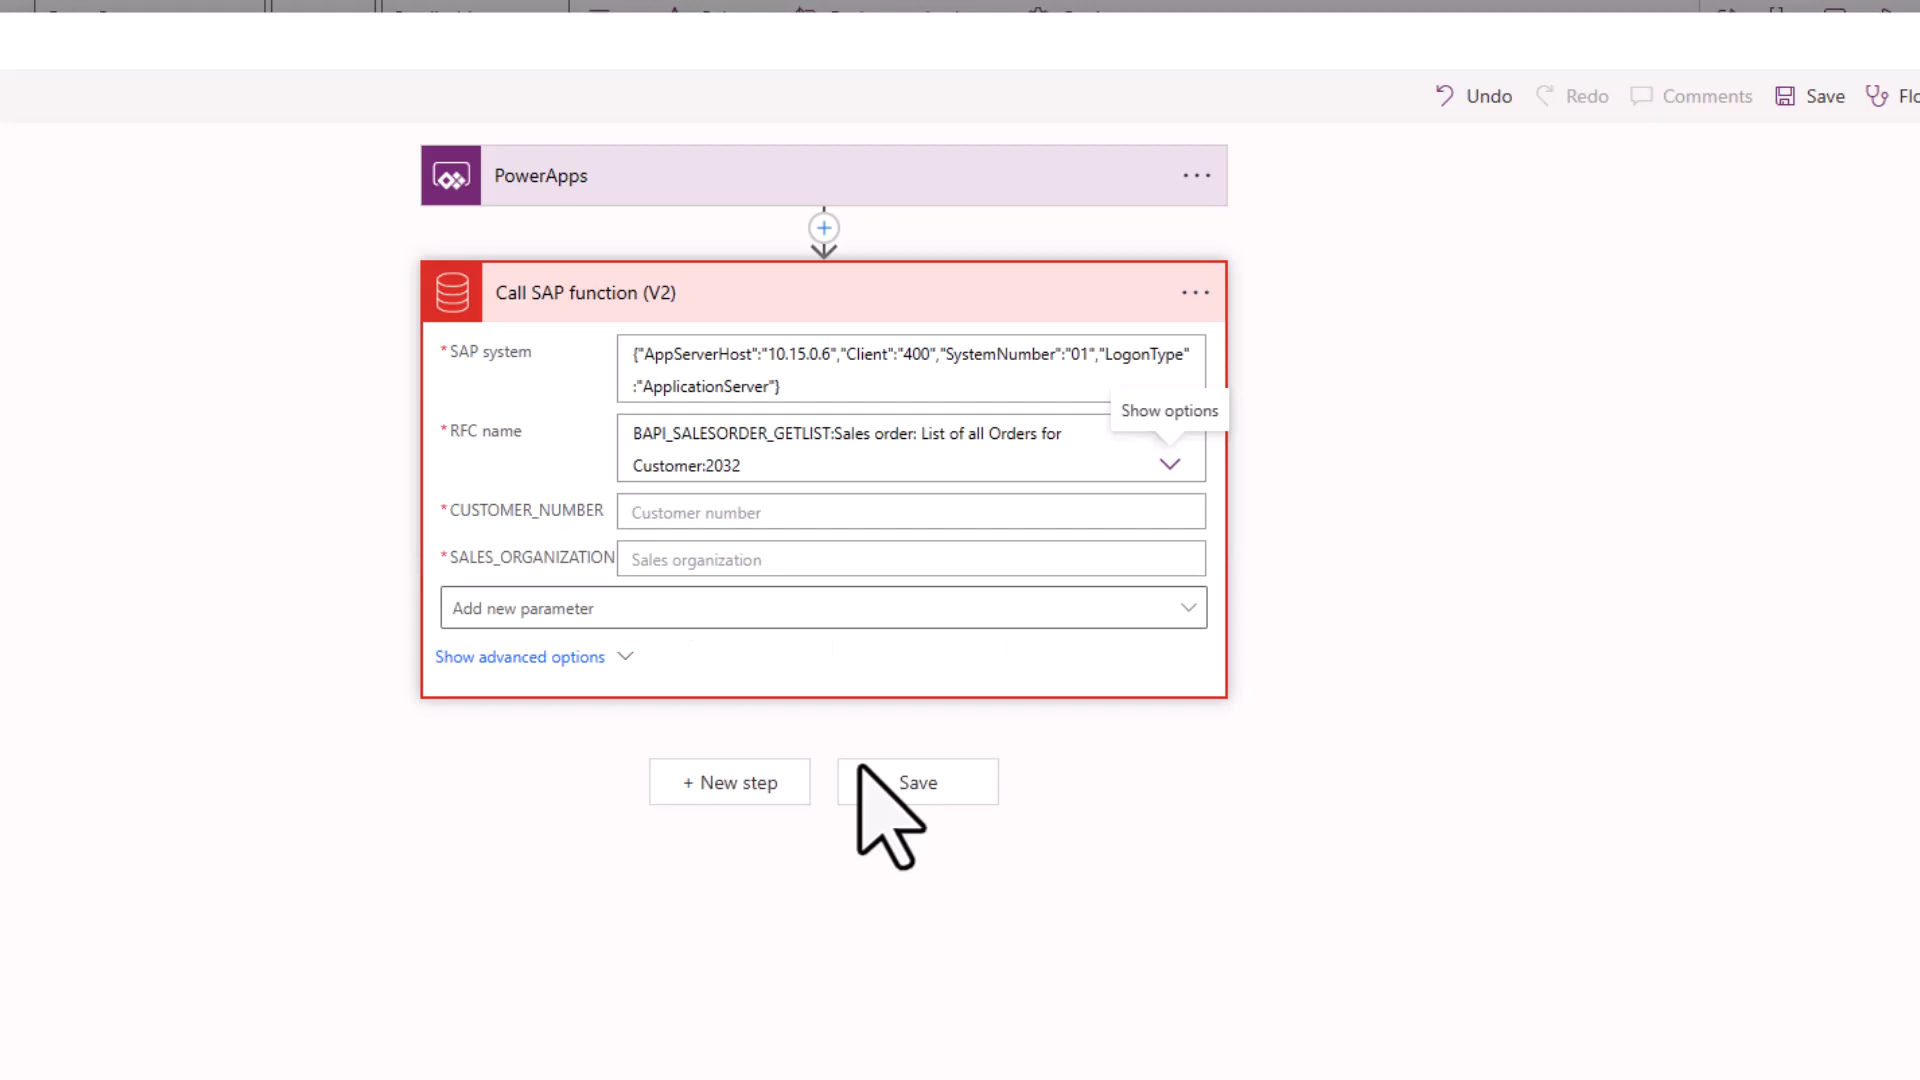 Undo
Redo
Comments
Save
PowerApps
Call SAP function (V2)
* SAP system
{"AppServerHost":"10.15.0.6","Client":"400","SystemNumber":"01","LogonType"
:"ApplicationServer"}
Show options
* RFC name
BAPI_SALESORDER_GETLIST:Sales order: List of all Orders for
Customer:2032
* CUSTOMER_NUMBER
Customer number
* SALES_ORGANIZATION
Sales organization
Add new parameter
Show advanced options
+ New step
Save